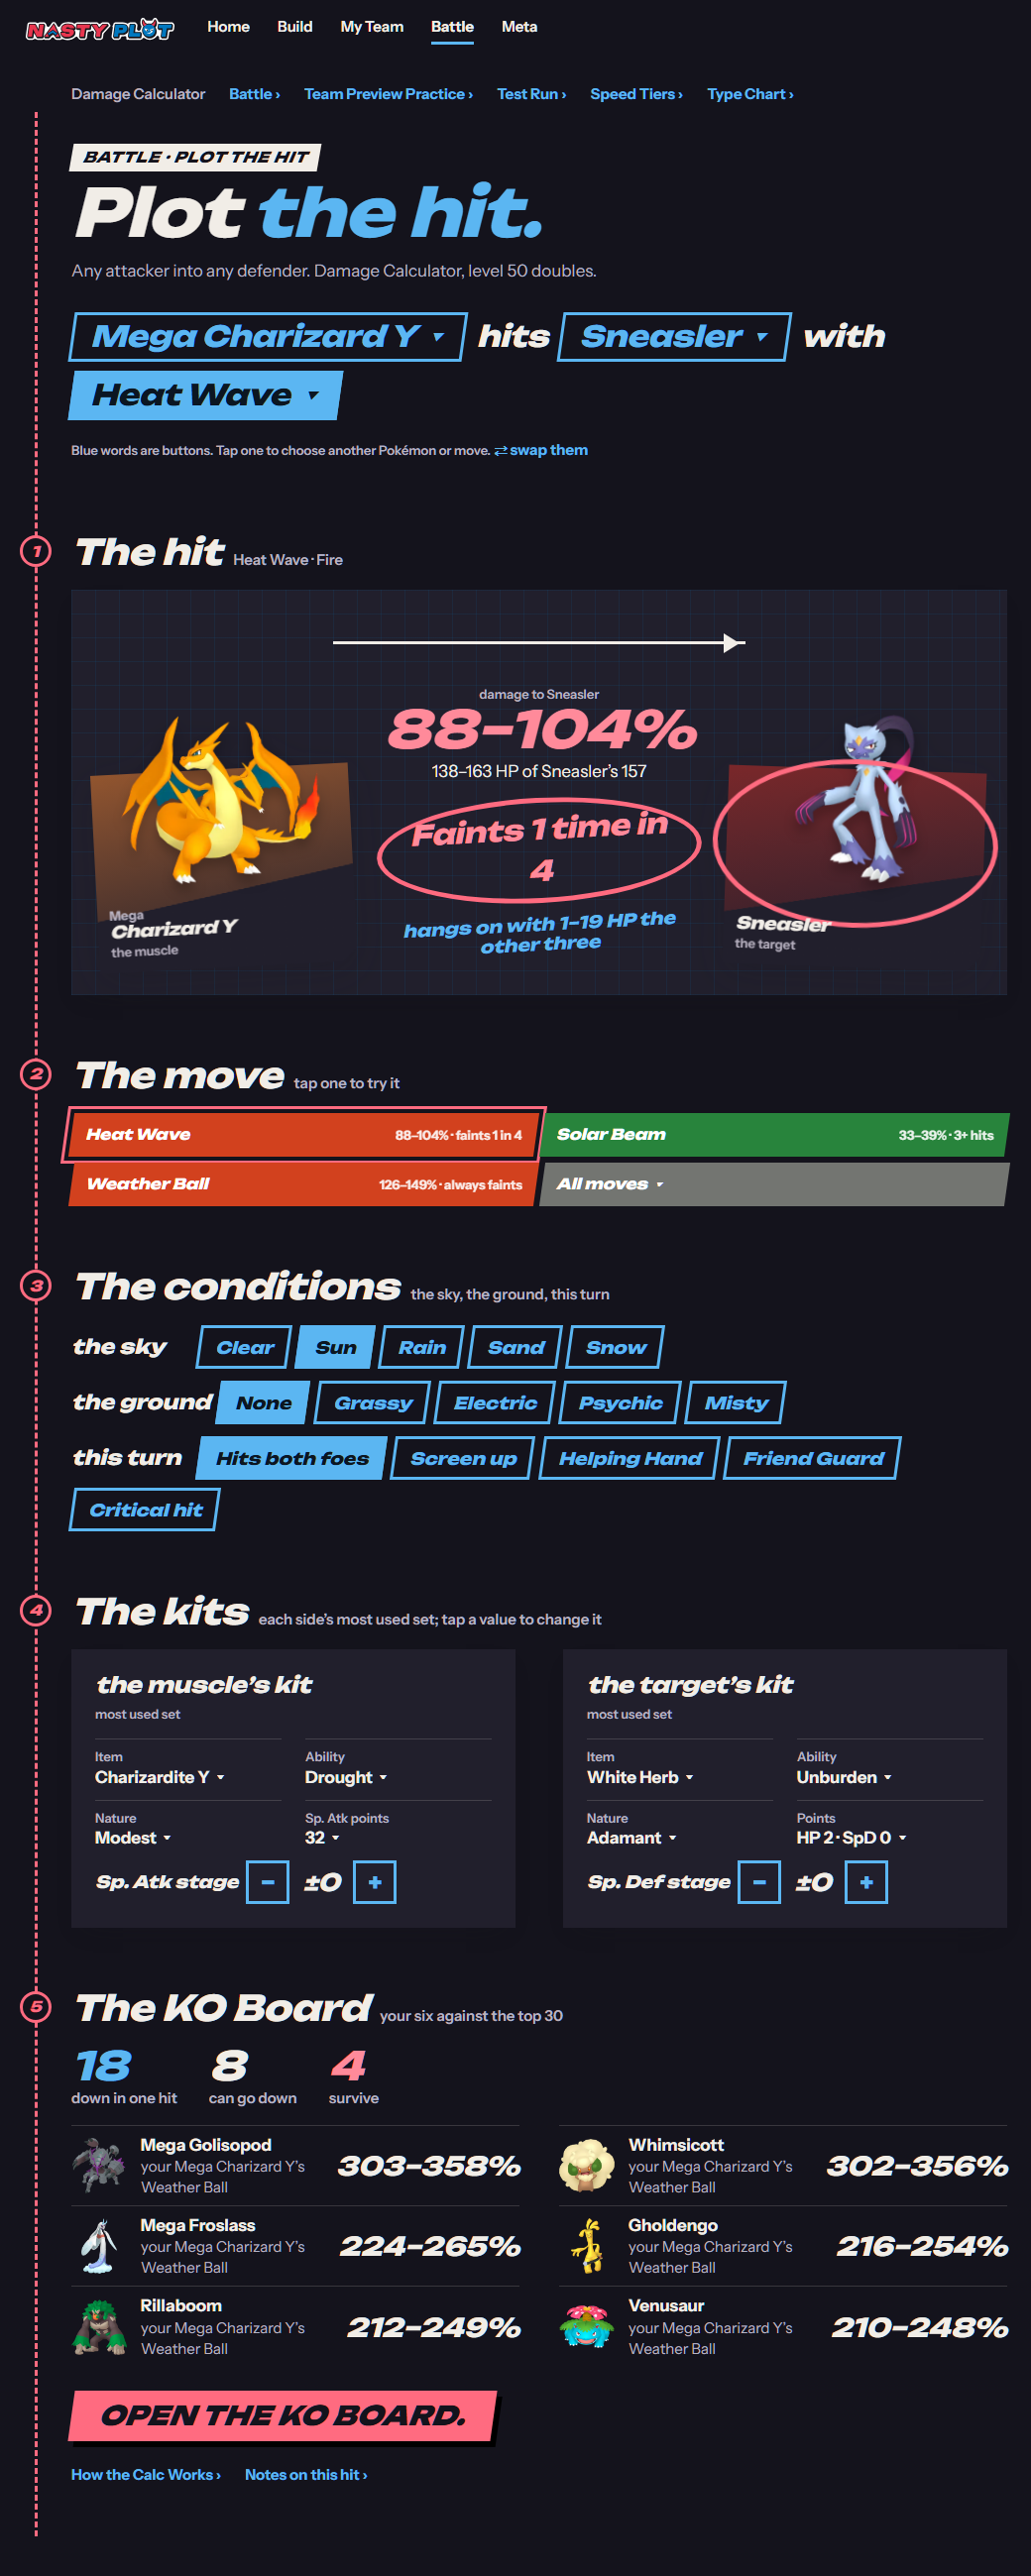 NASTY PLOT Home Build My Team Battle Meta
Damage Calculator Battle › Team Preview Practice › Test Run › Speed Tiers › Type Chart ›
BATTLE · PLOT THE HIT
Plot the hit.
Any attacker into any defender. Damage Calculator, level 50 doubles.
Mega Charizard Y ▾ hits Sneasler ▾ with
Heat Wave ▾
Blue words are buttons. Tap one to choose another Pokémon or move. ⇄ swap them
1 The hit Heat Wave · Fire
damage to Sneasler
88–104%
138–163 HP of Sneasler’s 157
Faints 1 time in
4
hangs on with 1–19 HP the
other three
Mega
Charizard Y
the muscle
Sneasler
the target
2 The move tap one to try it
Heat Wave 88–104% · faints 1 in 4
Solar Beam 33–39% · 3+ hits
Weather Ball 126–149% · always faints
All moves ▾
3 The conditions the sky, the ground, this turn
the sky Clear Sun Rain Sand Snow
the ground None Grassy Electric Psychic Misty
this turn Hits both foes Screen up Helping Hand Friend Guard
Critical hit
4 The kits each side’s most used set; tap a value to change it
the muscle’s kit
most used set
Item Ability
Charizardite Y ▾ Drought ▾
Nature Sp. Atk points
Modest ▾ 32 ▾
Sp. Atk stage − ±0 +
the target’s kit
most used set
Item Ability
White Herb ▾ Unburden ▾
Nature Points
Adamant ▾ HP 2 · SpD 0 ▾
Sp. Def stage − ±0 +
5 The KO Board your six against the top 30
18 8 4
down in one hit can go down survive
Mega Golisopod
your Mega Charizard Y’s
Weather Ball
303–358%
Whimsicott
your Mega Charizard Y’s
Weather Ball
302–356%
Mega Froslass
your Mega Charizard Y’s
Weather Ball
224–265%
Gholdengo
your Mega Charizard Y’s
Weather Ball
216–254%
Rillaboom
your Mega Charizard Y’s
Weather Ball
212–249%
Venusaur
your Mega Charizard Y’s
Weather Ball
210–248%
OPEN THE KO BOARD.
How the Calc Works › Notes on this hit ›